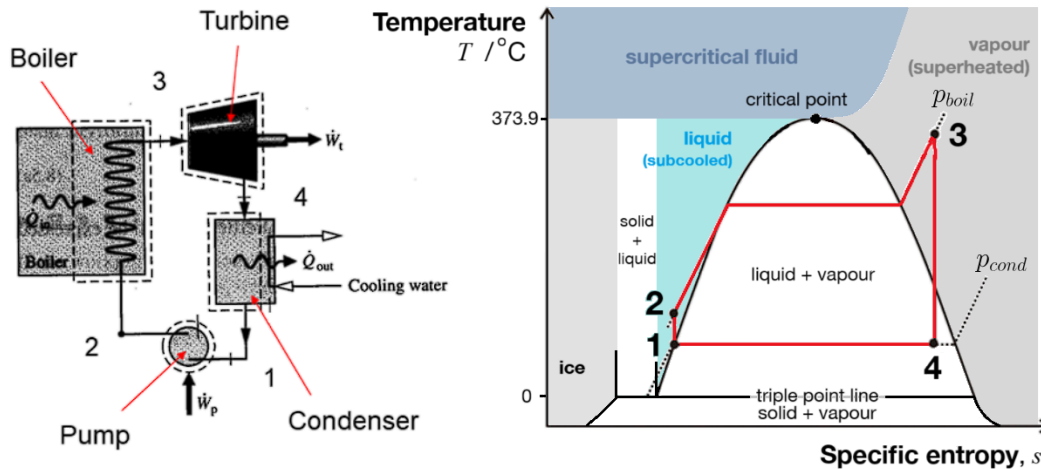 Turbine
Boiler
3
Ẇt
4
Q̇in
Boiler
Q̇out
Cooling water
2
1
Ẇp
Pump
Condenser
Temperature
T /°C
supercritical fluid
vapour
(superheated)
critical point
pboil
373.9
3
liquid
(subcooled)
solid
+
liquid
liquid + vapour
pcond
2
1
4
ice
triple point line
0
solid + vapour
Specific entropy, s